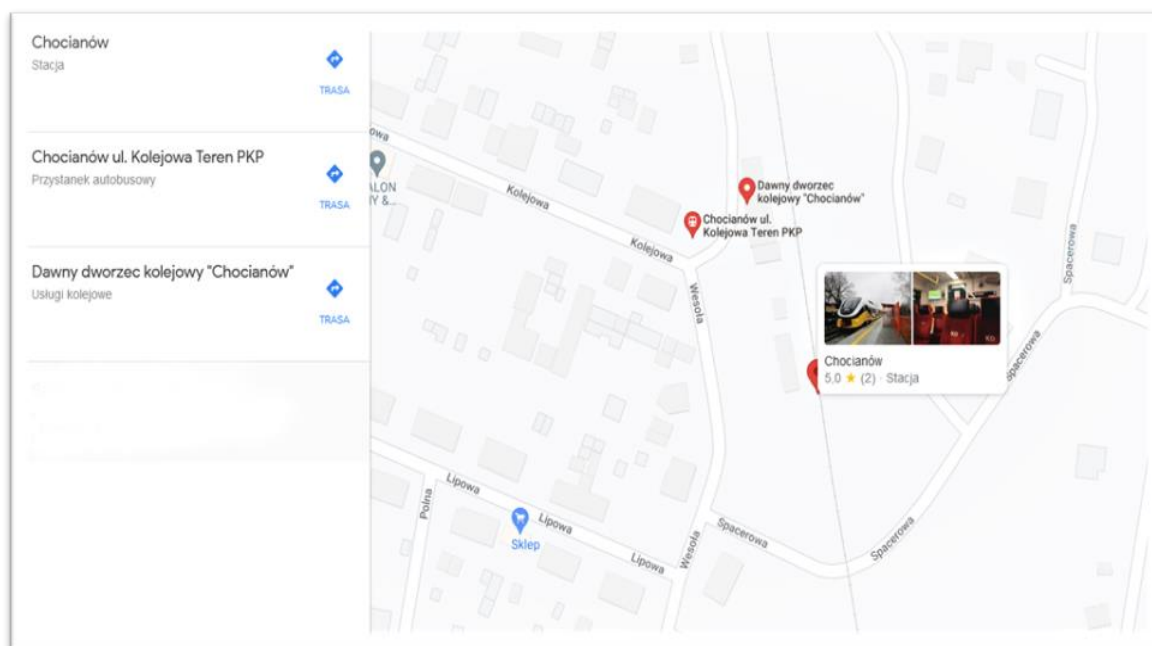 Chocianów
Stacja
TRASA
Chocianów ul. Kolejowa Teren PKP
Przystanek autobusowy
TRASA
Dawny dworzec kolejowy "Chocianów"
Usługi kolejowe
TRASA
owa
ALON
Y &...
Kolejowa
Kolejowa
Dawny dworzec
kolejowy "Chocianów"
Chocianów ul.
Kolejowa Teren PKP
Wesoła
Spacerowa
Chocianów
5,0 ★ (2) · Stacja
Spacerowa
Lipowa
Polna
Lipowa
Sklep
Lipowa
Wesoła
Spacerowa
Spacerowa